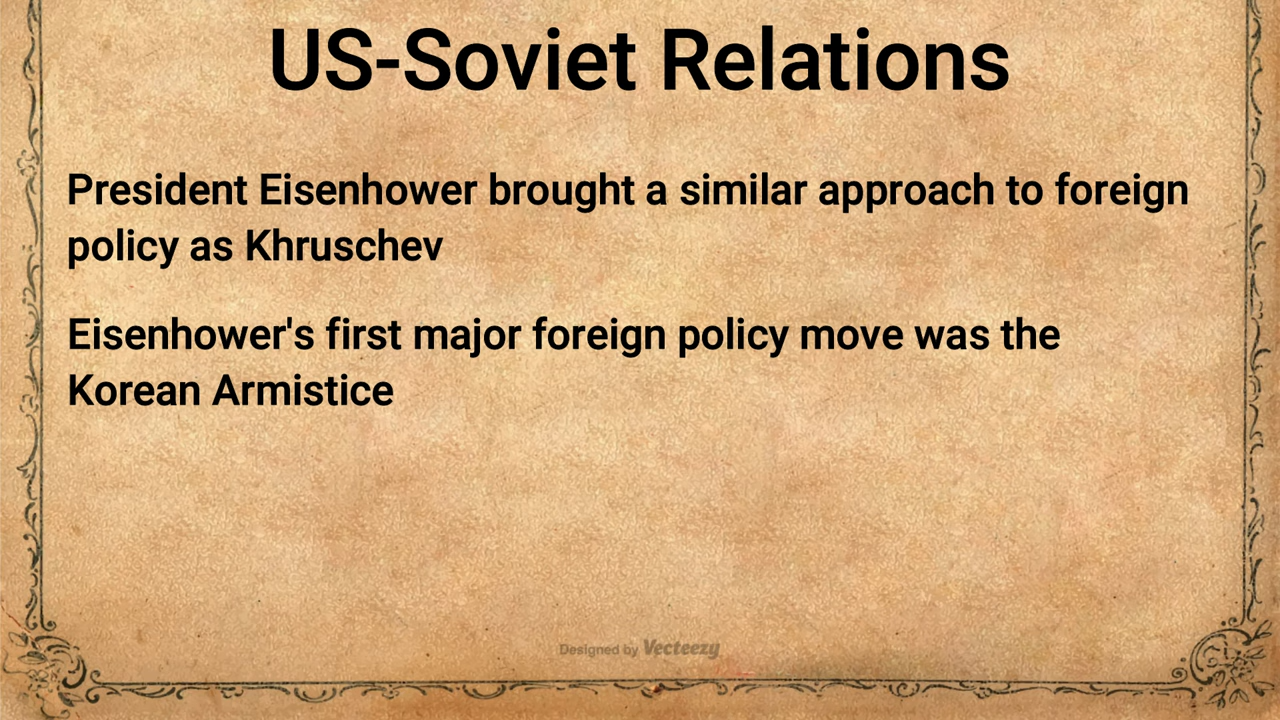 US-Soviet Relations
President Eisenhower brought a similar approach to foreign
policy as Khruschev
Eisenhower's first major foreign policy move was the
Korean Armistice
Designed by Vecteezy